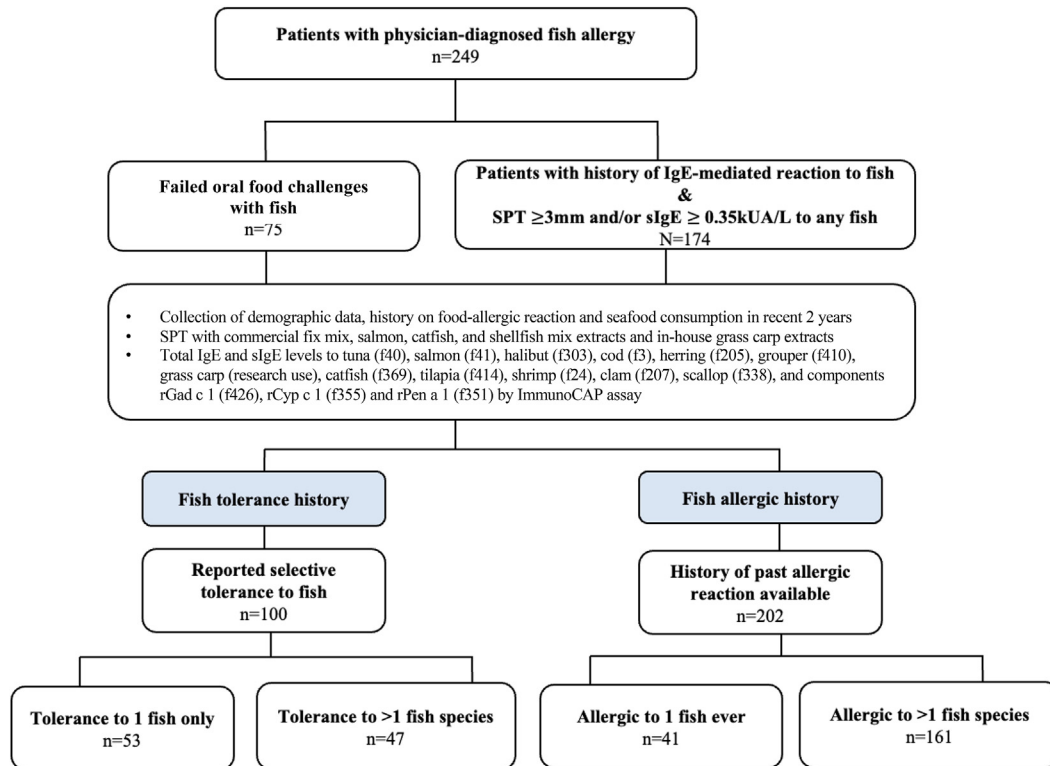 Patients with physician-diagnosed fish allergy
n=249
Failed oral food challenges
with fish
n=75
Patients with history of IgE-mediated reaction to fish
&
SPT ≥3mm and/or sIgE ≥ 0.35kUA/L to any fish
N=174
• Collection of demographic data, history on food-allergic reaction and seafood consumption in recent 2 years
• SPT with commercial fix mix, salmon, catfish, and shellfish mix extracts and in-house grass carp extracts
• Total IgE and sIgE levels to tuna (f40), salmon (f41), halibut (f303), cod (f3), herring (f205), grouper (f410),
grass carp (research use), catfish (f369), tilapia (f414), shrimp (f24), clam (f207), scallop (f338), and components
rGad c 1 (f426), rCyp c 1 (f355) and rPen a 1 (f351) by ImmunoCAP assay
Fish tolerance history
Fish allergic history
Reported selective
tolerance to fish
n=100
History of past allergic
reaction available
n=202
Tolerance to 1 fish only
n=53
Tolerance to >1 fish species
n=47
Allergic to 1 fish ever
n=41
Allergic to >1 fish species
n=161